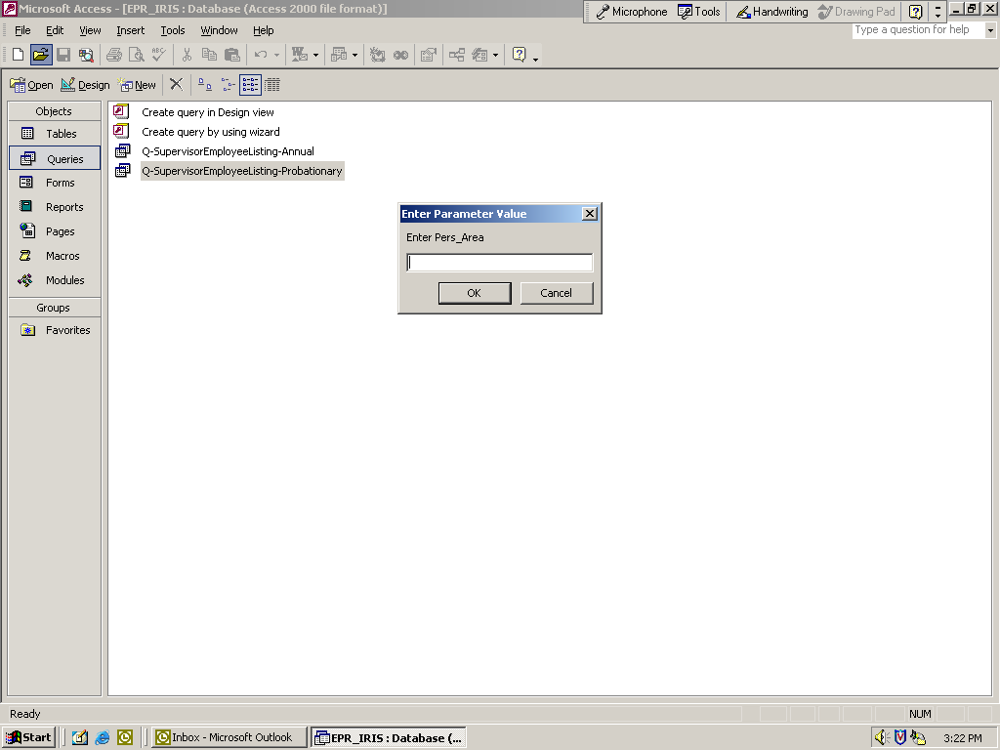 Microsoft Access - [EPR_IRIS : Database (Access 2000 file format)]
Microphone Tools Handwriting Drawing Pad
File Edit View Insert Tools Window Help
Type a question for help
Open Design New
Objects
Tables
Queries
Forms
Reports
Pages
Macros
Modules
Groups
Favorites
Create query in Design view
Create query by using wizard
Q-SupervisorEmployeeListing-Annual
Q-SupervisorEmployeeListing-Probationary
Enter Parameter Value
Enter Pers_Area
OK Cancel
Ready NUM
Start Inbox - Microsoft Outlook EPR_IRIS : Database (... 3:22 PM